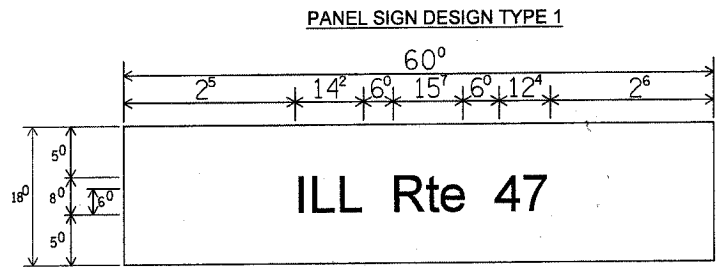 PANEL SIGN DESIGN TYPE 1
60⁰
2⁵ 14² 6⁰ 15⁷ 6⁰ 12⁴ 2⁶
5⁰
18⁰ 8⁰ 6⁰
5⁰
ILL Rte 47